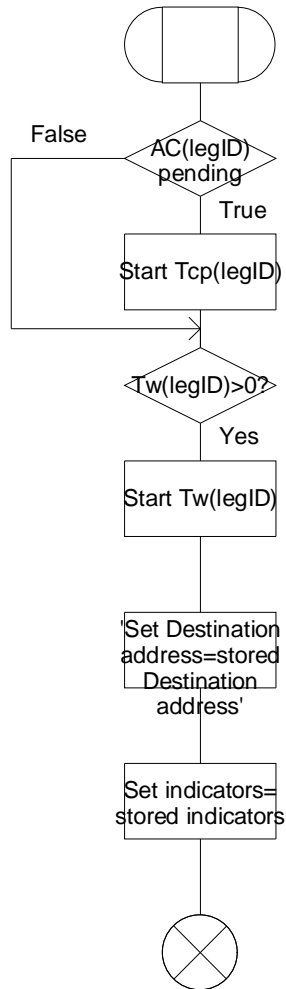 False
AC(legID)
pending
True
Start Tcp(legID)
Tw(legID)>0?
Yes
Start Tw(legID)
'Set Destination
address=stored
Destination
address'
Set indicators=
stored indicators